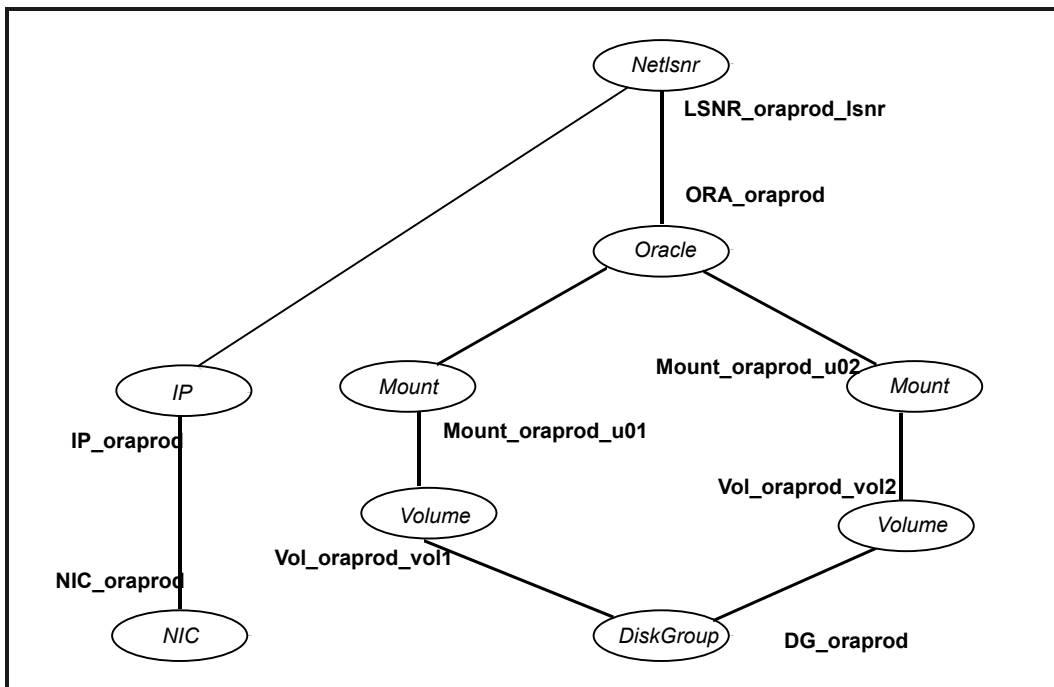 Netlsnr
LSNR_oraprod_lsnr
ORA_oraprod
Oracle
IP
Mount
Mount_oraprod_u02
Mount
IP_oraprod
Mount_oraprod_u01
Vol_oraprod_vol2
Volume
Volume
Vol_oraprod_vol1
NIC_oraprod
NIC
DiskGroup
DG_oraprod